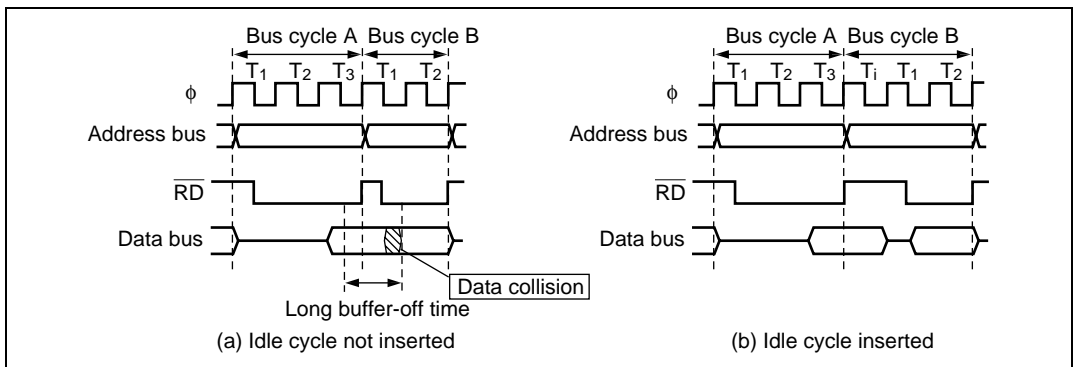 Bus cycle A Bus cycle B
T1 T2 T3 T1 T2
ϕ
Address bus
RD
Data bus
Data collision
Long buffer-off time
(a) Idle cycle not inserted
Bus cycle A Bus cycle B
T1 T2 T3 Ti T1 T2
ϕ
Address bus
RD
Data bus
(b) Idle cycle inserted